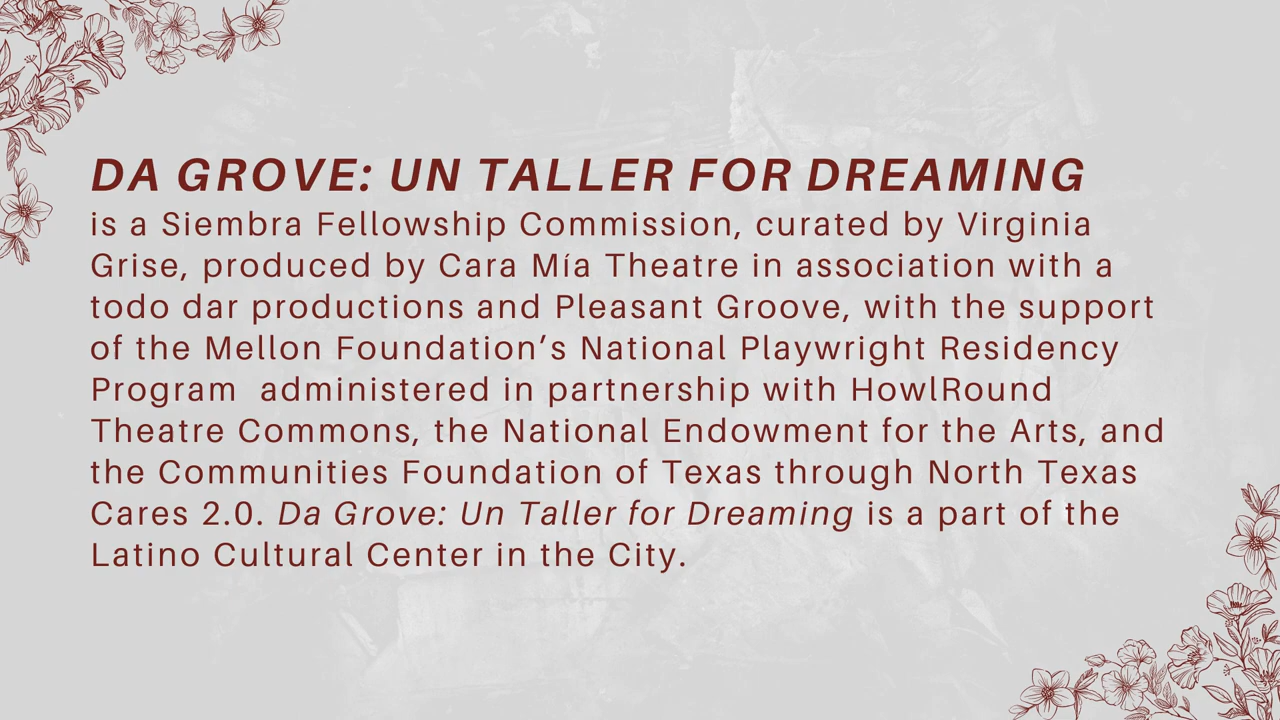 DA GROVE: UN TALLER FOR DREAMING
is a Siembra Fellowship Commission, curated by Virginia
Grise, produced by Cara Mía Theatre in association with a
todo dar productions and Pleasant Groove, with the support
of the Mellon Foundation’s National Playwright Residency
Program  administered in partnership with HowlRound
Theatre Commons, the National Endowment for the Arts, and
the Communities Foundation of Texas through North Texas
Cares 2.0. Da Grove: Un Taller for Dreaming is a part of the
Latino Cultural Center in the City.